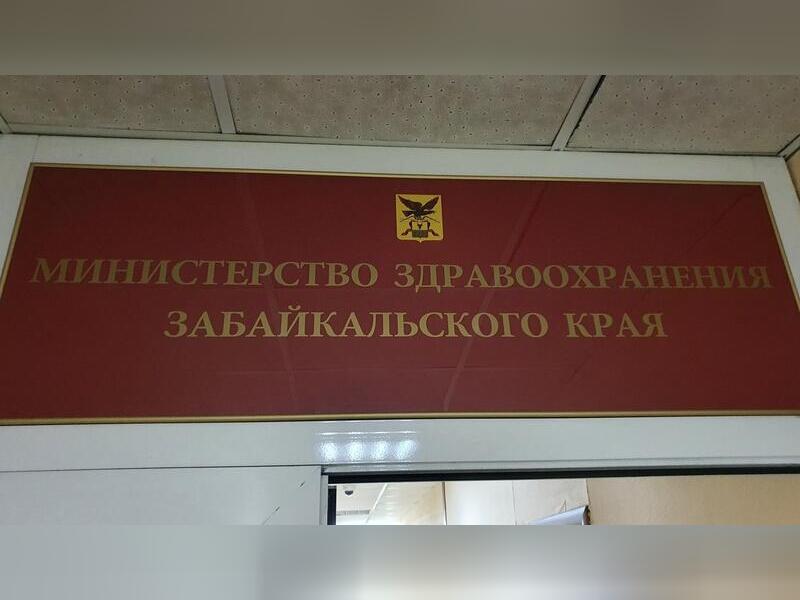 МИНИСТЕРСТВО ЗДРАВООХРАНЕНИЯ
ЗАБАЙКАЛЬСКОГО КРАЯ